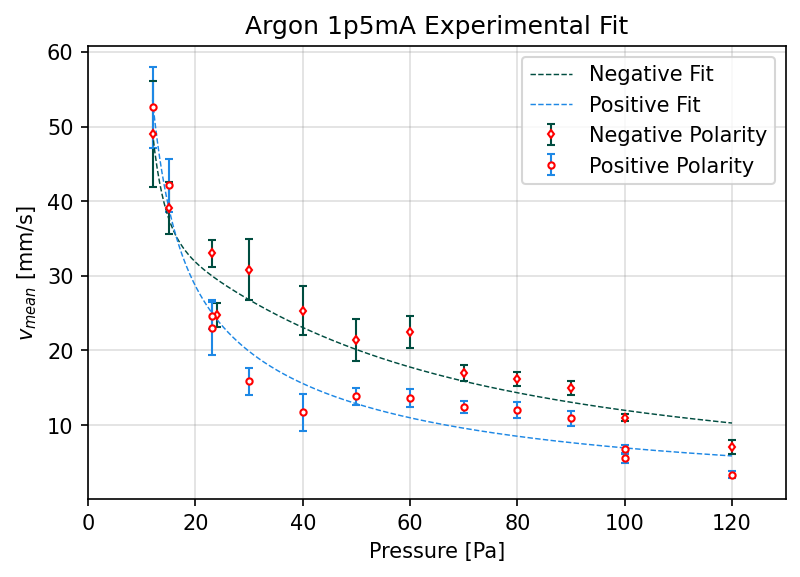 Argon 1p5mA Experimental Fit
Negative Fit
Positive Fit
Negative Polarity
Positive Polarity
60
50
40
30
20
10
v_mean [mm/s]
0 20 40 60 80 100 120
Pressure [Pa]